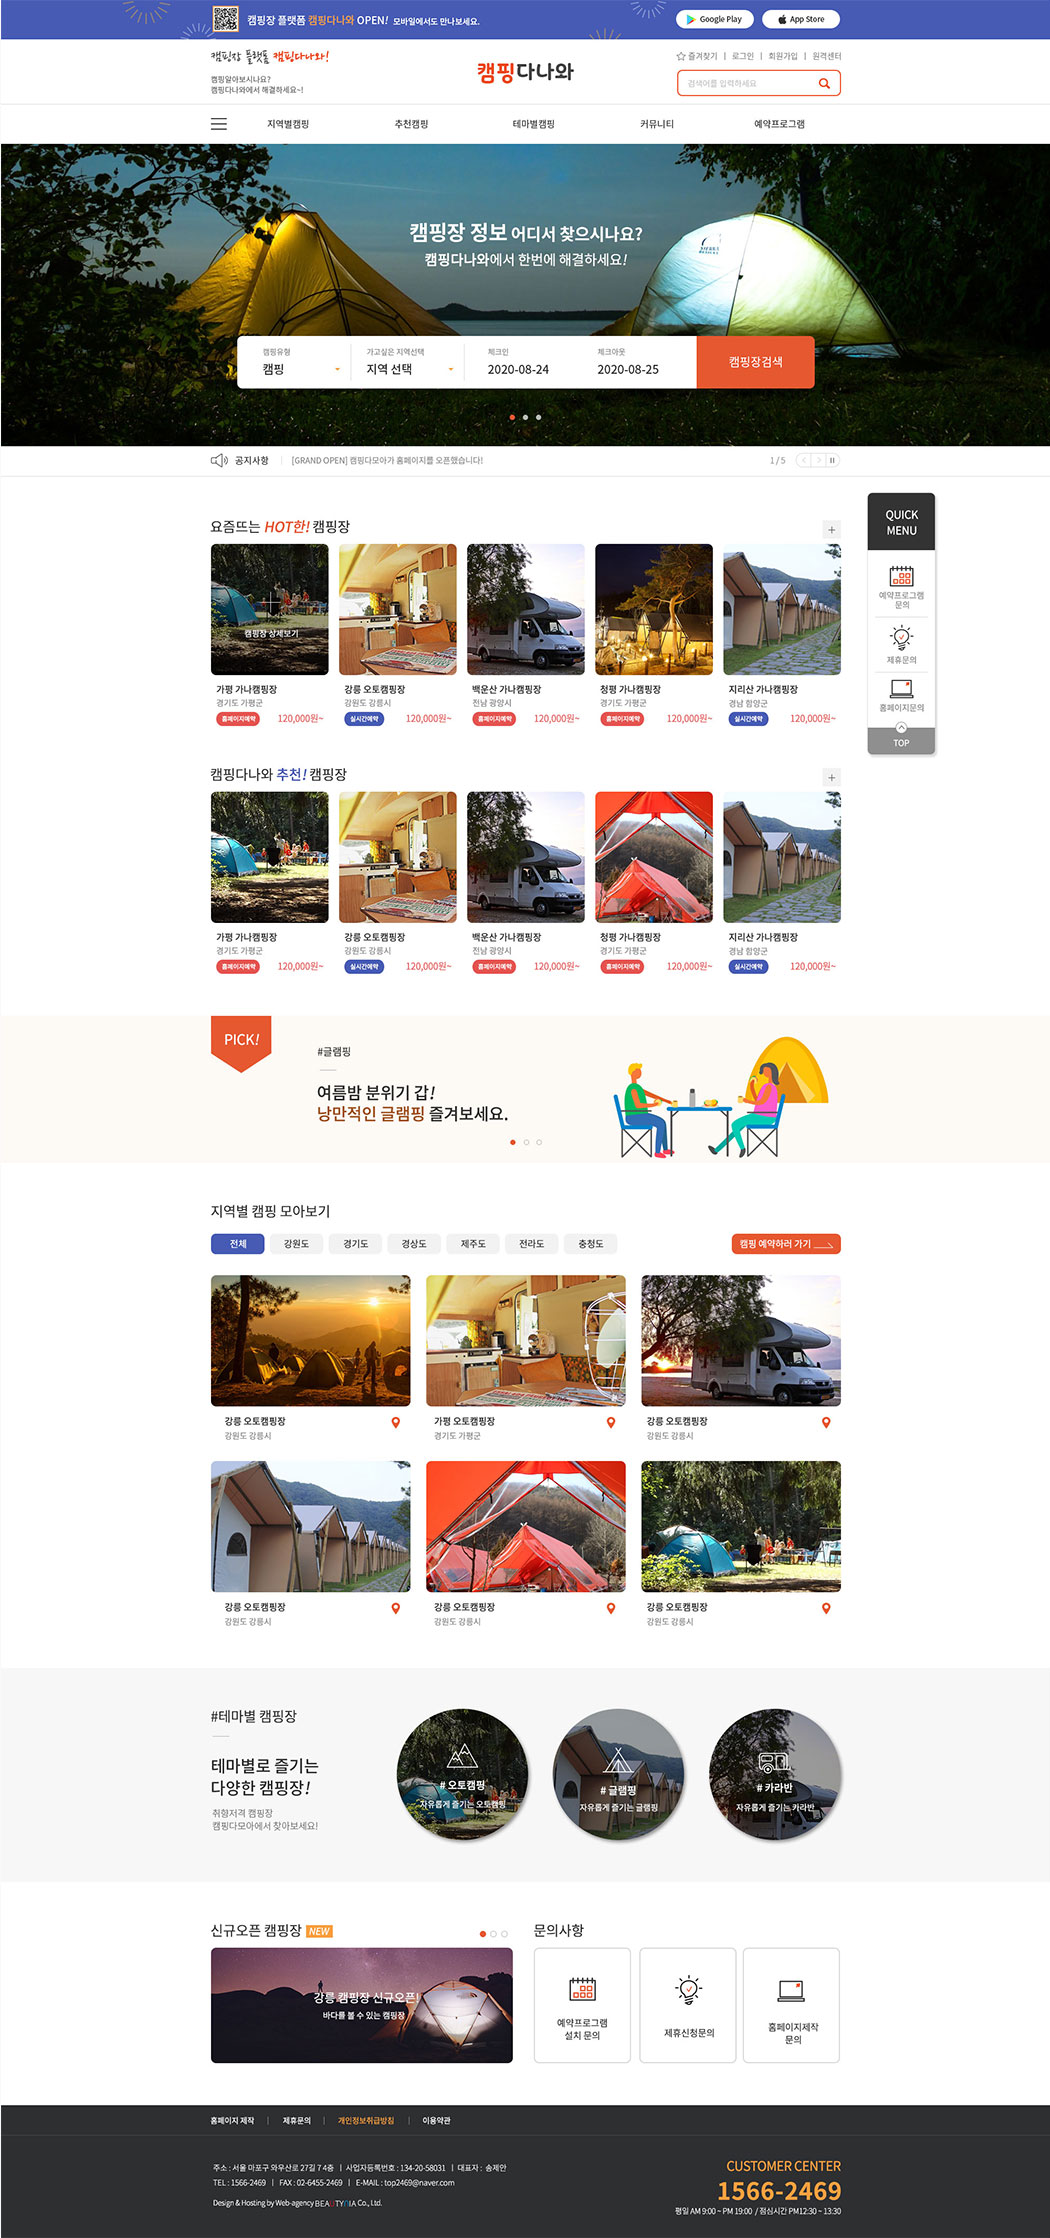 캠핑장 플랫폼 캠핑다나와 OPEN! 모바일에서도 만나보세요.
Google Play
App Store
캠핑장 플랫폼 캠핑다나와!
캠핑알아보시나요?
캠핑다나와에서 해결하세요~!
캠핑다나와
즐겨찾기 | 로그인 | 회원가입 | 원격센터
검색어를 입력하세요
지역별캠핑
추천캠핑
테마별캠핑
커뮤니티
예약프로그램
캠핑장 정보 어디서 찾으시나요?
캠핑다나와에서 한번에 해결하세요!
캠핑유형
가고싶은 지역선택
체크인
체크아웃
캠핑
지역 선택
2020-08-24
2020-08-25
캠핑장검색
공지사항
[GRAND OPEN] 캠핑다모아가 홈페이지를 오픈했습니다!
1 / 5
QUICK
MENU
예약프로그램
문의
제휴문의
홈페이지문의
TOP
요즘뜨는 HOT한! 캠핑장
+
캠핑장 상세보기
가평 가나캠핑장
경기도 가평군
홈페이지예약 120,000원~
강릉 오토캠핑장
강원도 강릉시
실시간예약 120,000원~
백운산 가나캠핑장
전남 광양시
홈페이지예약 120,000원~
청평 가나캠핑장
경기도 가평군
홈페이지예약 120,000원~
지리산 가나캠핑장
경남 함양군
실시간예약 120,000원~
캠핑다나와 추천! 캠핑장
+
가평 가나캠핑장
경기도 가평군
홈페이지예약 120,000원~
강릉 오토캠핑장
강원도 강릉시
실시간예약 120,000원~
백운산 가나캠핑장
전남 광양시
홈페이지예약 120,000원~
청평 가나캠핑장
경기도 가평군
홈페이지예약 120,000원~
지리산 가나캠핑장
경남 함양군
실시간예약 120,000원~
PICK!
#글램핑
여름밤 분위기 갑!
낭만적인 글램핑 즐겨보세요.
지역별 캠핑 모아보기
전체
강원도
경기도
경상도
제주도
전라도
충청도
캠핑 예약하러 가기
강릉 오토캠핑장
강원도 강릉시
가평 오토캠핑장
경기도 가평군
강릉 오토캠핑장
강원도 강릉시
강릉 오토캠핑장
강원도 강릉시
강릉 오토캠핑장
강원도 강릉시
강릉 오토캠핑장
강원도 강릉시
#테마별 캠핑장
테마별로 즐기는
다양한 캠핑장!
취향저격 캠핑장
캠핑다모아에서 찾아보세요!
# 오토캠핑
자유롭게 즐기는 오토캠핑
# 글램핑
자유롭게 즐기는 글램핑
# 카라반
자유롭게 즐기는 카라반
신규오픈 캠핑장 NEW
강릉 캠핑장 신규오픈!
바다를 볼 수 있는 캠핑장
문의사항
예약프로그램
설치 문의
제휴신청문의
홈페이지제작
문의
홈페이지 제작 | 제휴문의 | 개인정보취급방침 | 이용약관
주소 : 서울 마포구 와우산로 27길 7 4층 | 사업자등록번호 : 134-20-58031 | 대표자 : 송제안
TEL : 1566-2469 | FAX : 02-6455-2469 | E-MAIL : top2469@naver.com
Design & Hosting by Web-agency BEAUTYNIA Co., Ltd.
CUSTOMER CENTER
1566-2469
평일 AM 9:00 ~ PM 19:00 / 점심시간 PM12:30 ~ 13:30